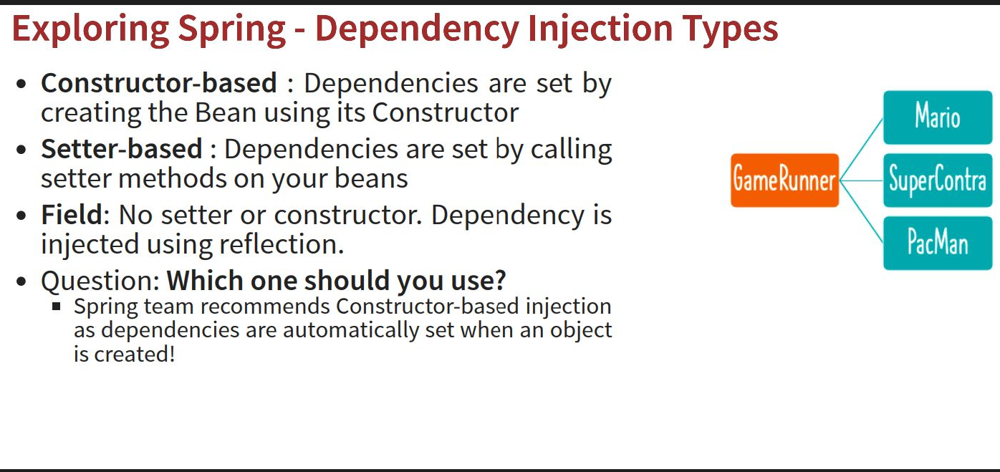 Exploring Spring - Dependency Injection Types
• Constructor-based : Dependencies are set by
creating the Bean using its Constructor
• Setter-based : Dependencies are set by calling
setter methods on your beans
• Field: No setter or constructor. Dependency is
injected using reflection.
• Question: Which one should you use?
▪ Spring team recommends Constructor-based injection
as dependencies are automatically set when an object
is created!
GameRunner
Mario
SuperContra
PacMan